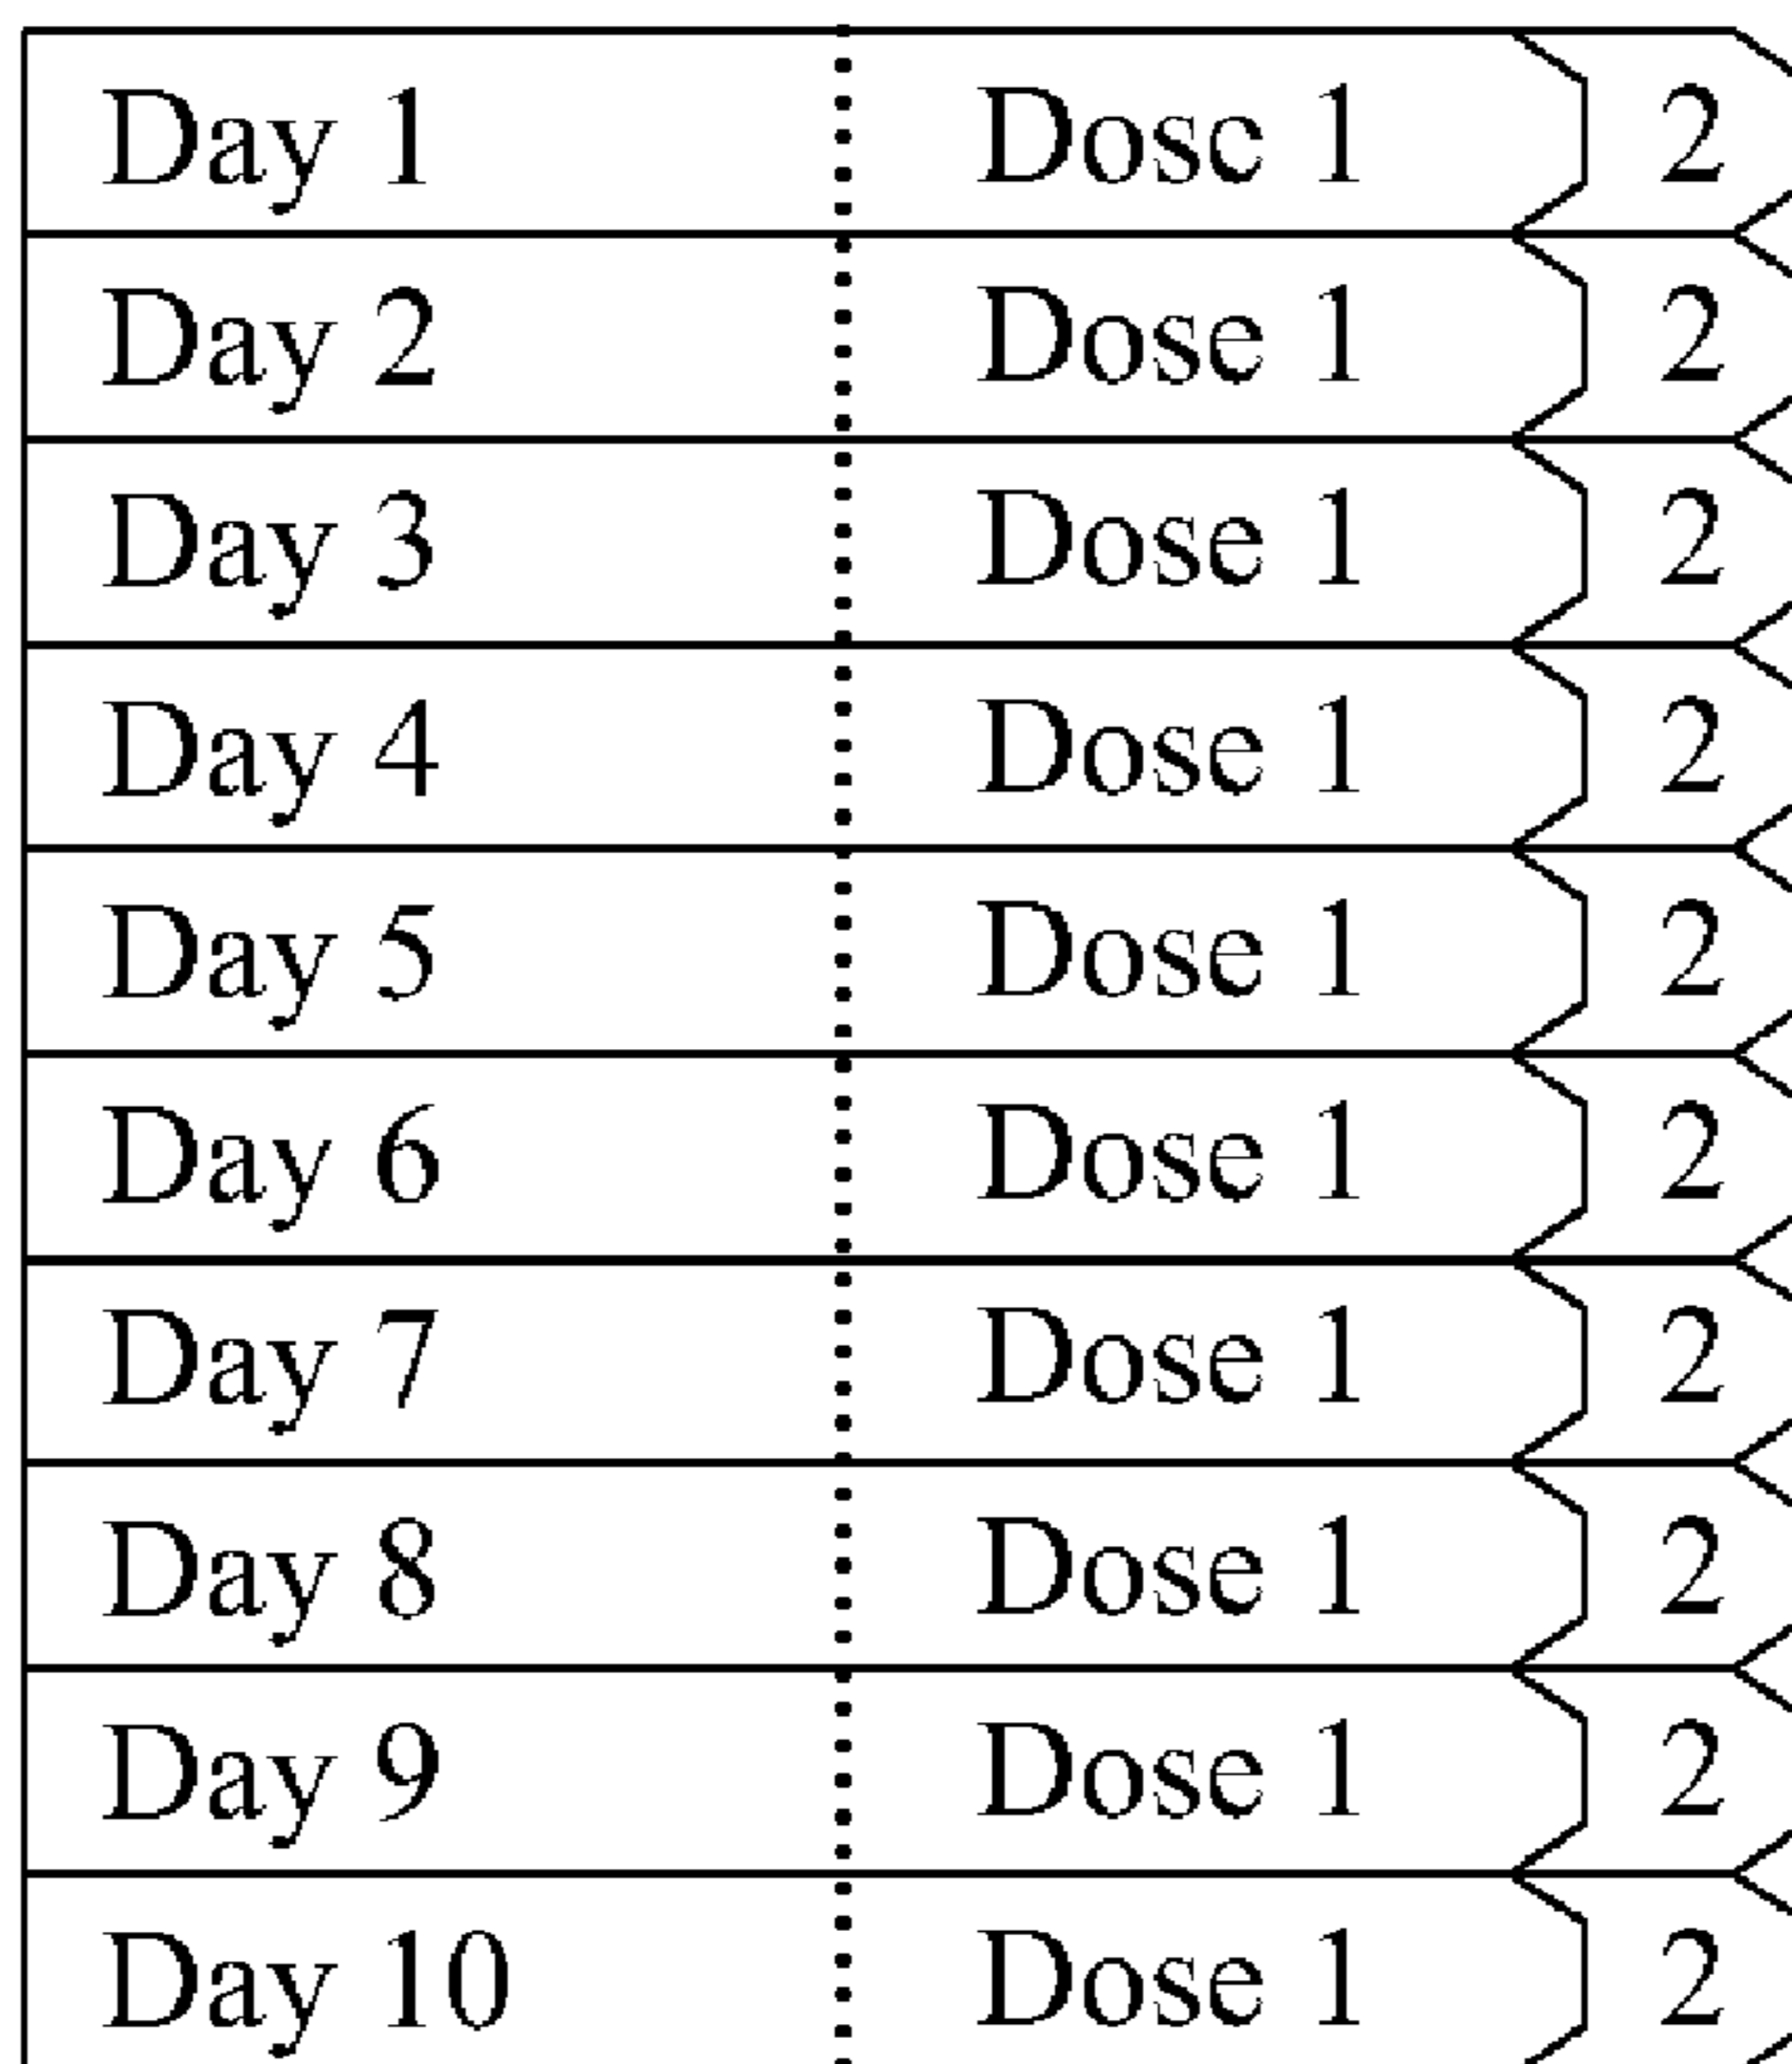 Day 1 Dose 1 2
Day 2 Dose 1 2
Day 3 Dose 1 2
Day 4 Dose 1 2
Day 5 Dose 1 2
Day 6 Dose 1 2
Day 7 Dose 1 2
Day 8 Dose 1 2
Day 9 Dose 1 2
Day 10 Dose 1 2